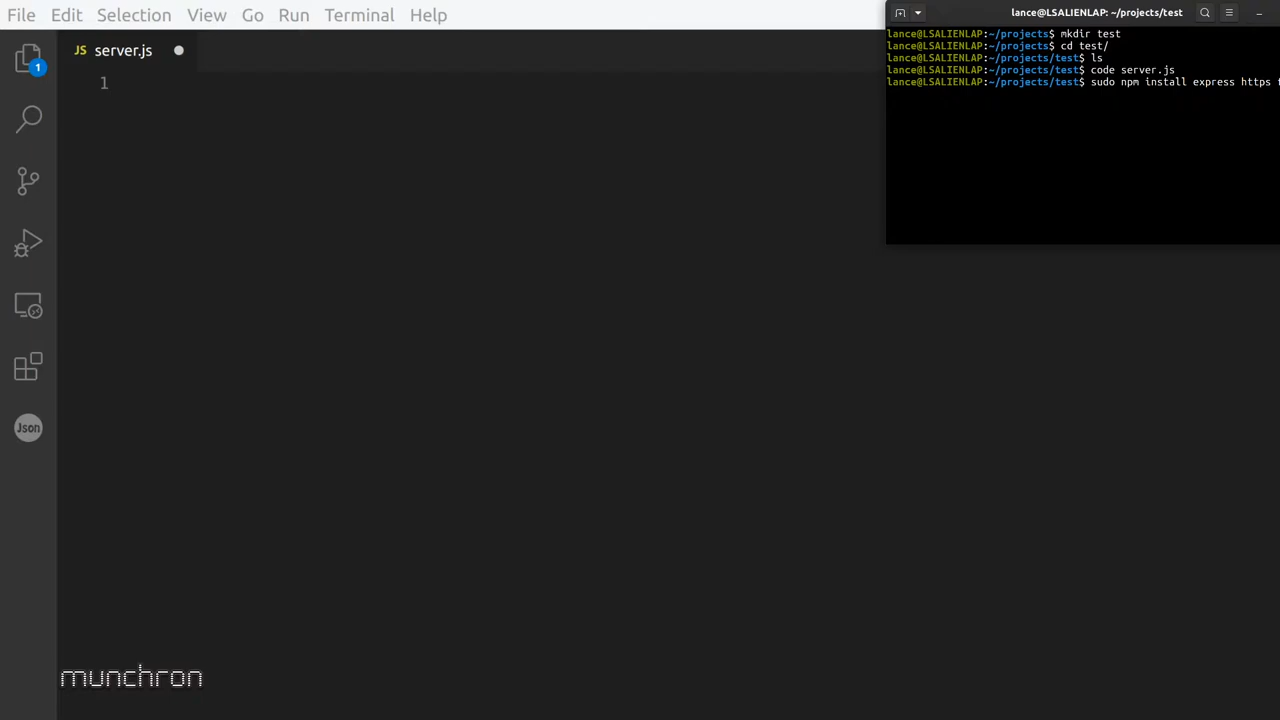 File Edit Selection View Go Run Terminal Help
JS server.js
1
1
Json
munchron
lance@LSALIENLAP: ~/projects/test
lance@LSALIENLAP:~/projects$ mkdir test
lance@LSALIENLAP:~/projects$ cd test/
lance@LSALIENLAP:~/projects/test$ ls
lance@LSALIENLAP:~/projects/test$ code server.js
lance@LSALIENLAP:~/projects/test$ sudo npm install express https